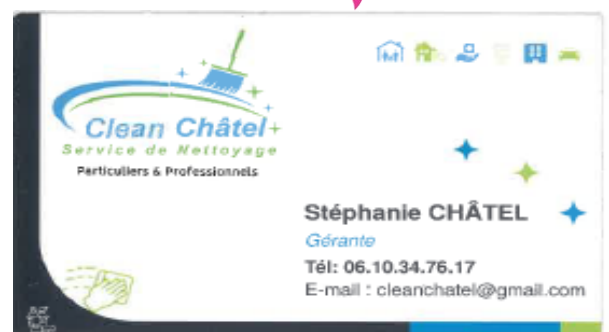 Clean Châtel
Service de Nettoyage
Particuliers & Professionnels
Stéphanie CHÂTEL
Gérante
Tél: 06.10.34.76.17
E-mail : cleanchatel@gmail.com